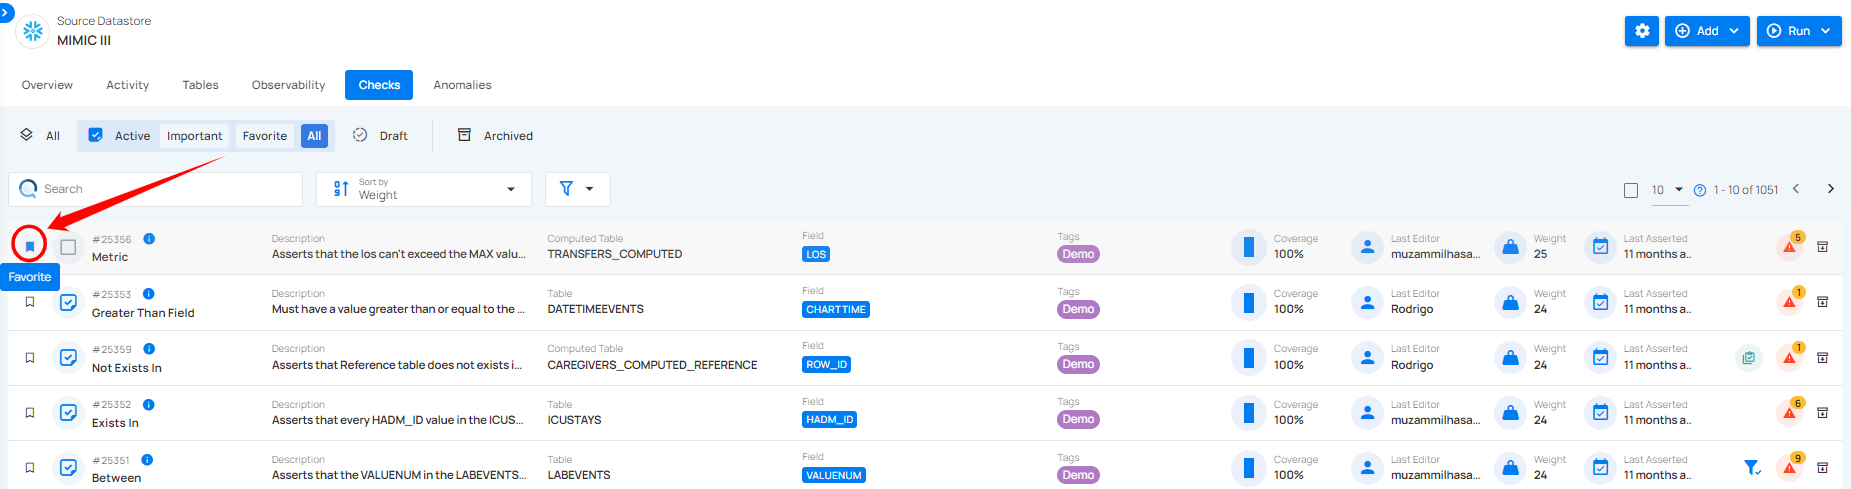 Source Datastore
MIMIC III
Add
Run
Overview
Activity
Tables
Observability
Checks
Anomalies
All
Active
Important
Favorite
All
Draft
Archived
Search
Sort by
Weight
10
1 - 10 of 1051
#25356
Metric
Description
Asserts that the los can't exceed the MAX valu...
Computed Table
TRANSFERS_COMPUTED
Field
LOS
Tags
Demo
Coverage
100%
Last Editor
muzammilhasa...
Weight
25
Last Asserted
11 months a..
5
Favorite
#25353
Greater Than Field
Description
Must have a value greater than or equal to the ...
Table
DATETIMEEVENTS
Field
CHARTTIME
Tags
Demo
Coverage
100%
Last Editor
Rodrigo
Weight
24
Last Asserted
11 months a..
1
#25359
Not Exists In
Description
Asserts that Reference table does not exists i...
Computed Table
CAREGIVERS_COMPUTED_REFERENCE
Field
ROW_ID
Tags
Demo
Coverage
100%
Last Editor
Rodrigo
Weight
24
Last Asserted
11 months a..
1
#25352
Exists In
Description
Asserts that every HADM_ID value in the ICUS...
Table
ICUSTAYS
Field
HADM_ID
Tags
Demo
Coverage
100%
Last Editor
muzammilhasa...
Weight
24
Last Asserted
11 months a..
6
#25351
Between
Description
Asserts that the VALUENUM in the LABEVENTS...
Table
LABEVENTS
Field
VALUENUM
Tags
Demo
Coverage
100%
Last Editor
muzammilhasa...
Weight
24
Last Asserted
11 months a..
9